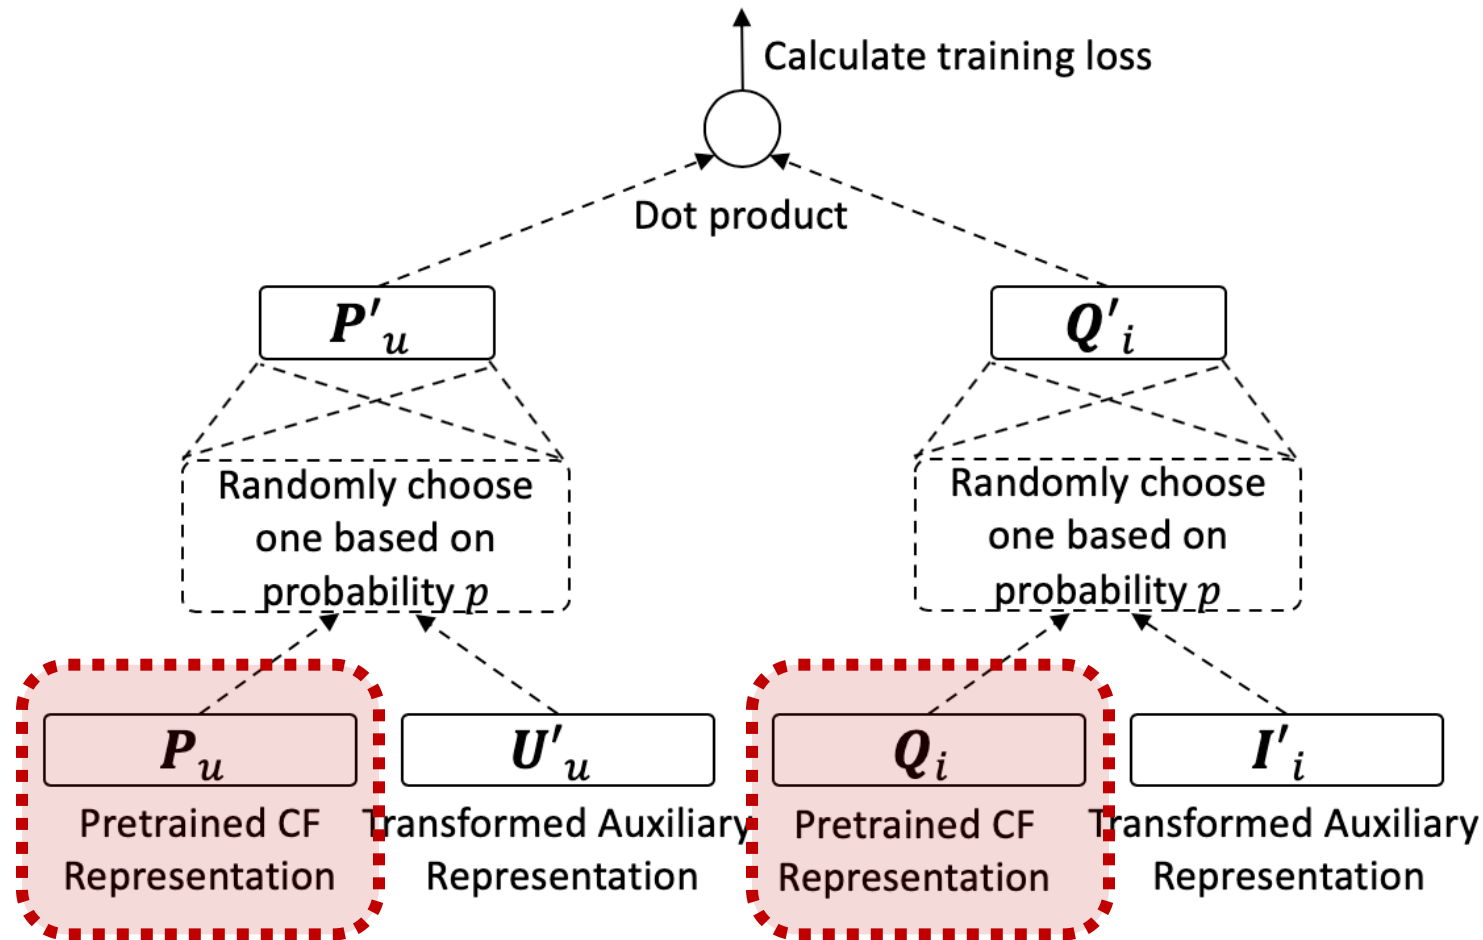 Calculate training loss
Dot product
P'u
Q'i
Randomly choose
one based on
probability p
Randomly choose
one based on
probability p
Pu
U'u
Qi
I'i
Pretrained CF
Representation
Transformed Auxiliary
Representation
Pretrained CF
Representation
Transformed Auxiliary
Representation